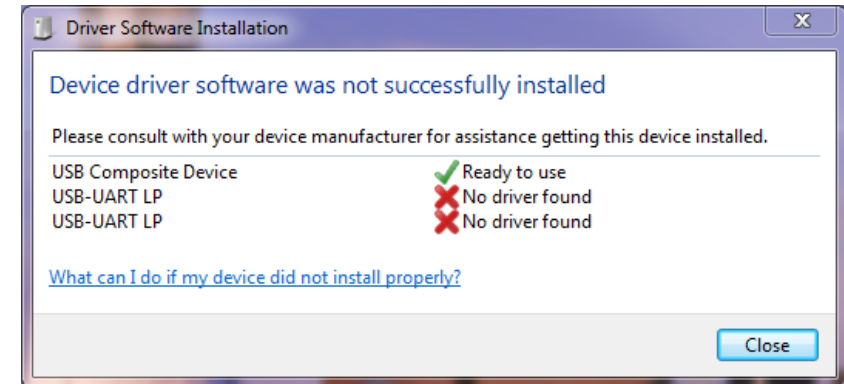 Driver Software Installation
Device driver software was not successfully installed
Please consult with your device manufacturer for assistance getting this device installed.
USB Composite Device Ready to use
USB-UART LP No driver found
USB-UART LP No driver found
What can I do if my device did not install properly?
Close